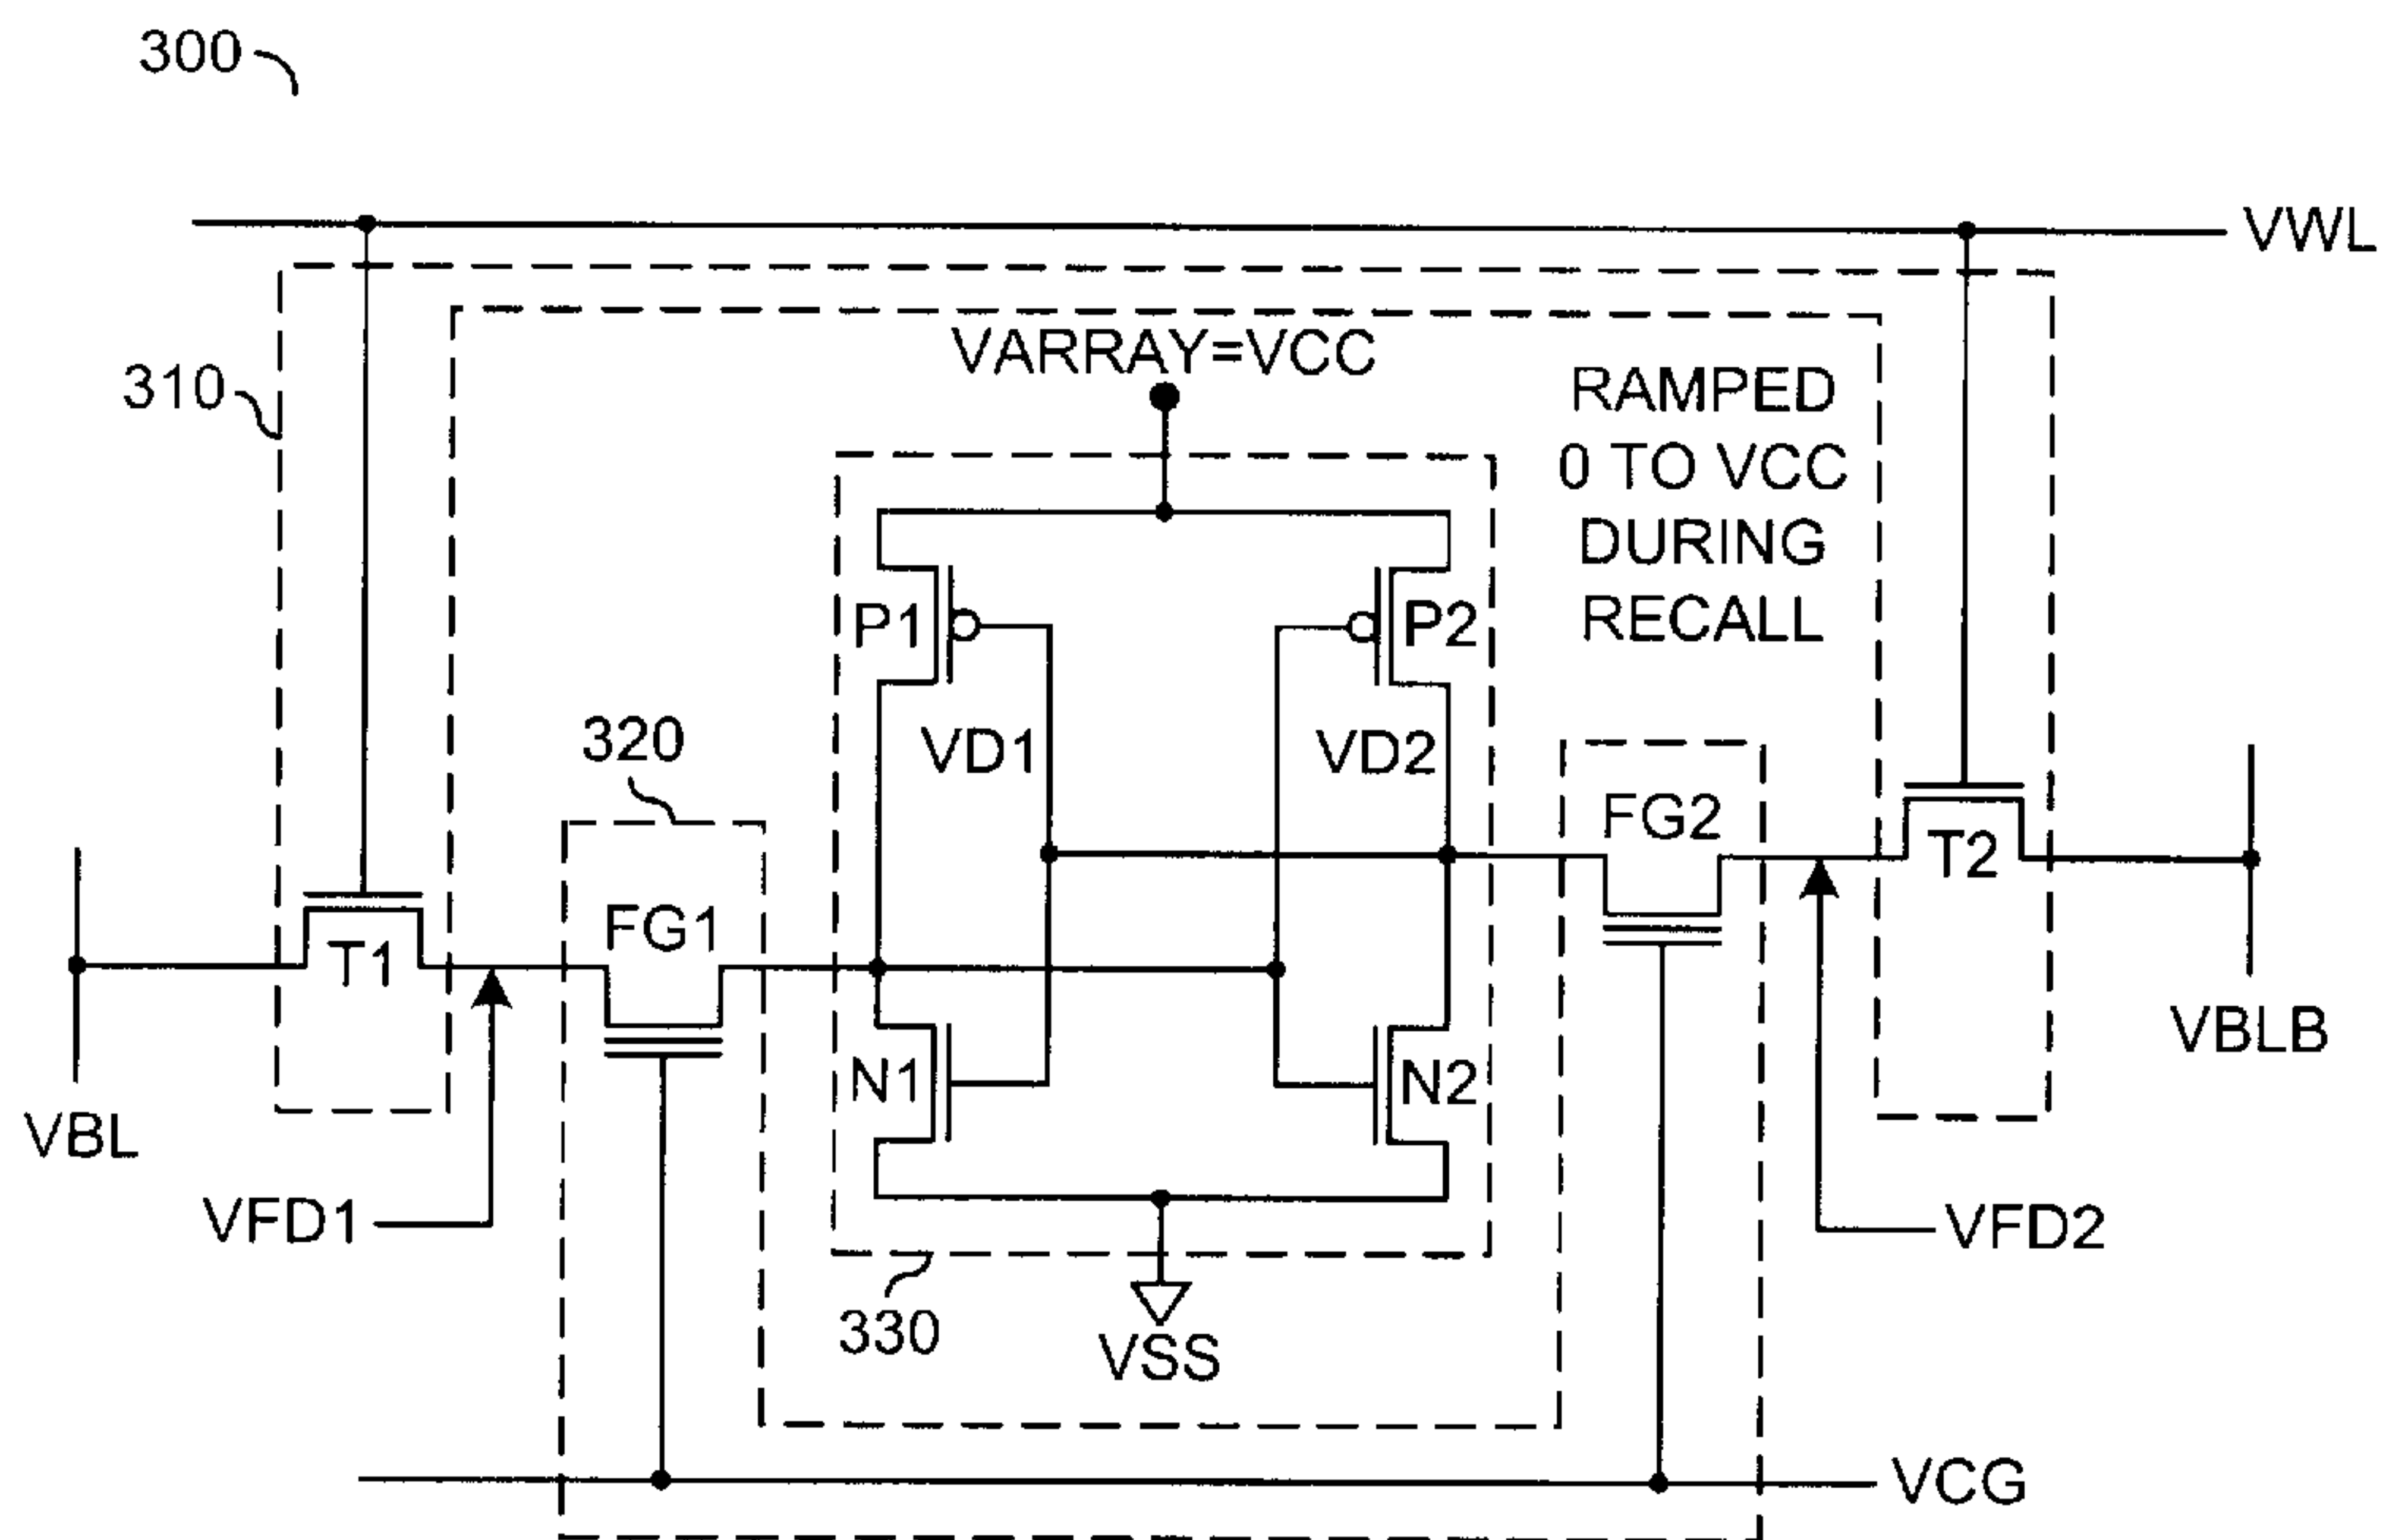 300
VWL
VARRAY=VCC
310
RAMPED
0 TO VCC
DURING
RECALL
P1
P2
320
VD1
VD2
FG2
T2
FG1
T1
VBLB
N1
N2
VBL
VFD1
VFD2
330
VSS
VCG